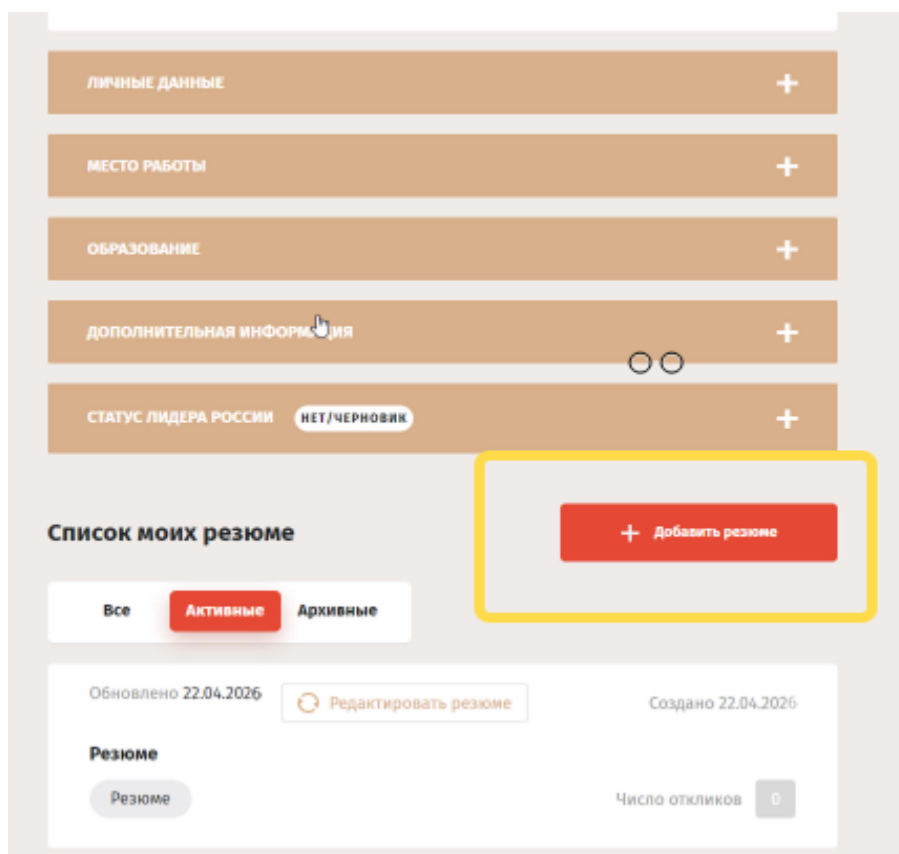 ЛИЧНЫЕ ДАННЫЕ
МЕСТО РАБОТЫ
ОБРАЗОВАНИЕ
ДОПОЛНИТЕЛЬНАЯ ИНФОРМАЦИЯ
СТАТУС ЛИДЕРА РОССИИ НЕТ/ЧЕРНОВИК
Список моих резюме + Добавить резюме
Все Активные Архивные
Обновлено 22.04.2026 Редактировать резюме Создано 22.04.2026
Резюме
Резюме Число откликов 0